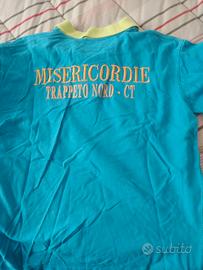 MISERICORDIE
TRAPPETO NORD - CT
subito